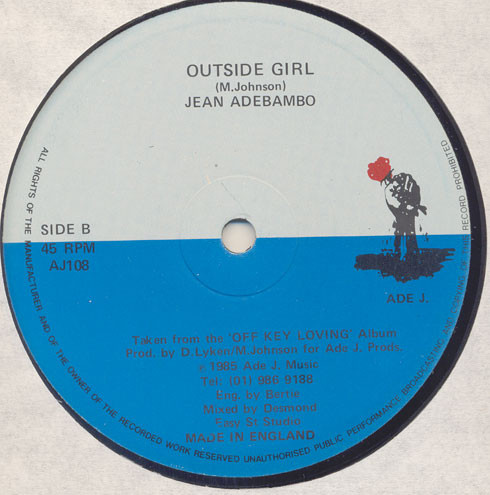 OUTSIDE GIRL
(M.Johnson)
JEAN ADEBAMBO
SIDE B
45 RPM
AJ108
ADE J.
Taken from the 'OFF KEY LOVING' Album
Prod. by D.Lyken/M.Johnson for Ade J. Prods.
c 1985 Ade J. Music
Tel. (01) 986 9188
Eng. by Bertie
Mixed by Desmond
Easy St Studio
MADE IN ENGLAND
ALL RIGHTS OF THE MANUFACTURER AND OF THE OWNER OF THE RECORDED WORK RESERVED UNAUTHORISED PUBLIC PERFORMANCE BROADCASTING AND COPYING OF THE RECORD PROHIBITED